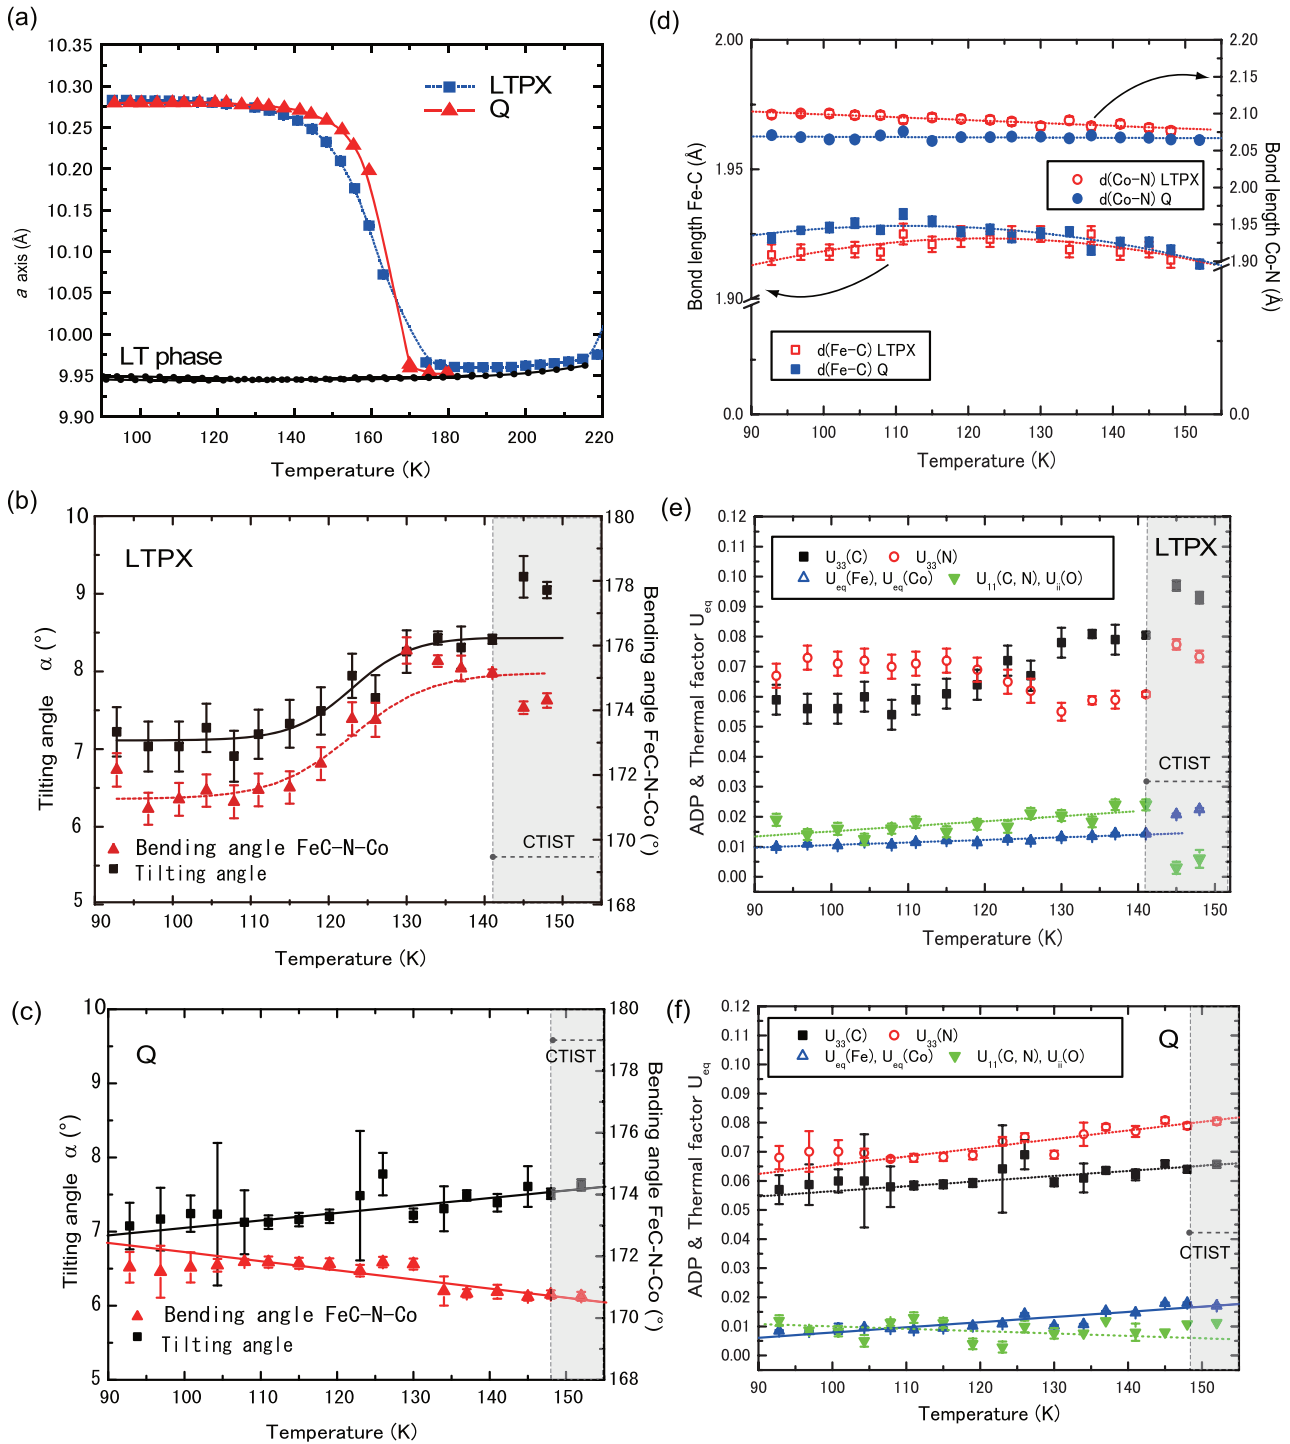 (a)
10.35
10.30
10.25
10.20
10.15
10.10
10.05
10.00
9.95
9.90
a axis (Å)
LTPX
Q
LT phase
100 120 140 160 180 200 220
Temperature (K)
(b)
10
9
8
7
6
5
Tilting angle α (°)
LTPX
Bending angle FeC-N-Co
Tilting angle
CTIST
180
178
176
174
172
170
168
Bending angle FeC-N-Co (°)
90 100 110 120 130 140 150
Temperature (K)
(c)
10
9
8
7
6
5
Tilting angle α (°)
Q
CTIST
Bending angle FeC-N-Co
Tilting angle
180
178
176
174
172
170
168
Bending angle FeC-N-Co (°)
90 100 110 120 130 140 150
Temperature (K)
(d)
2.00
1.95
1.90
0.0
Bond length Fe-C (Å)
d(Co-N) LTPX
d(Co-N) Q
d(Fe-C) LTPX
d(Fe-C) Q
2.20
2.15
2.10
2.05
2.00
1.95
1.90
0.0
Bond length Co-N (Å)
90 100 110 120 130 140 150
Temperature (K)
(e)
0.12
0.11
0.10
0.09
0.08
0.07
0.06
0.05
0.04
0.03
0.02
0.01
0.00
ADP & Thermal factor Ueq
U33(C) U33(N)
Ueq(Fe), Ueq(Co) U11(C, N), Uii(O)
LTPX
CTIST
90 100 110 120 130 140 150
Temperature (K)
(f)
0.12
0.11
0.10
0.09
0.08
0.07
0.06
0.05
0.04
0.03
0.02
0.01
0.00
ADP & Thermal factor Ueq
U33(C) U33(N)
Ueq(Fe), Ueq(Co) U11(C, N), Uii(O)
Q
CTIST
90 100 110 120 130 140 150
Temperature (K)